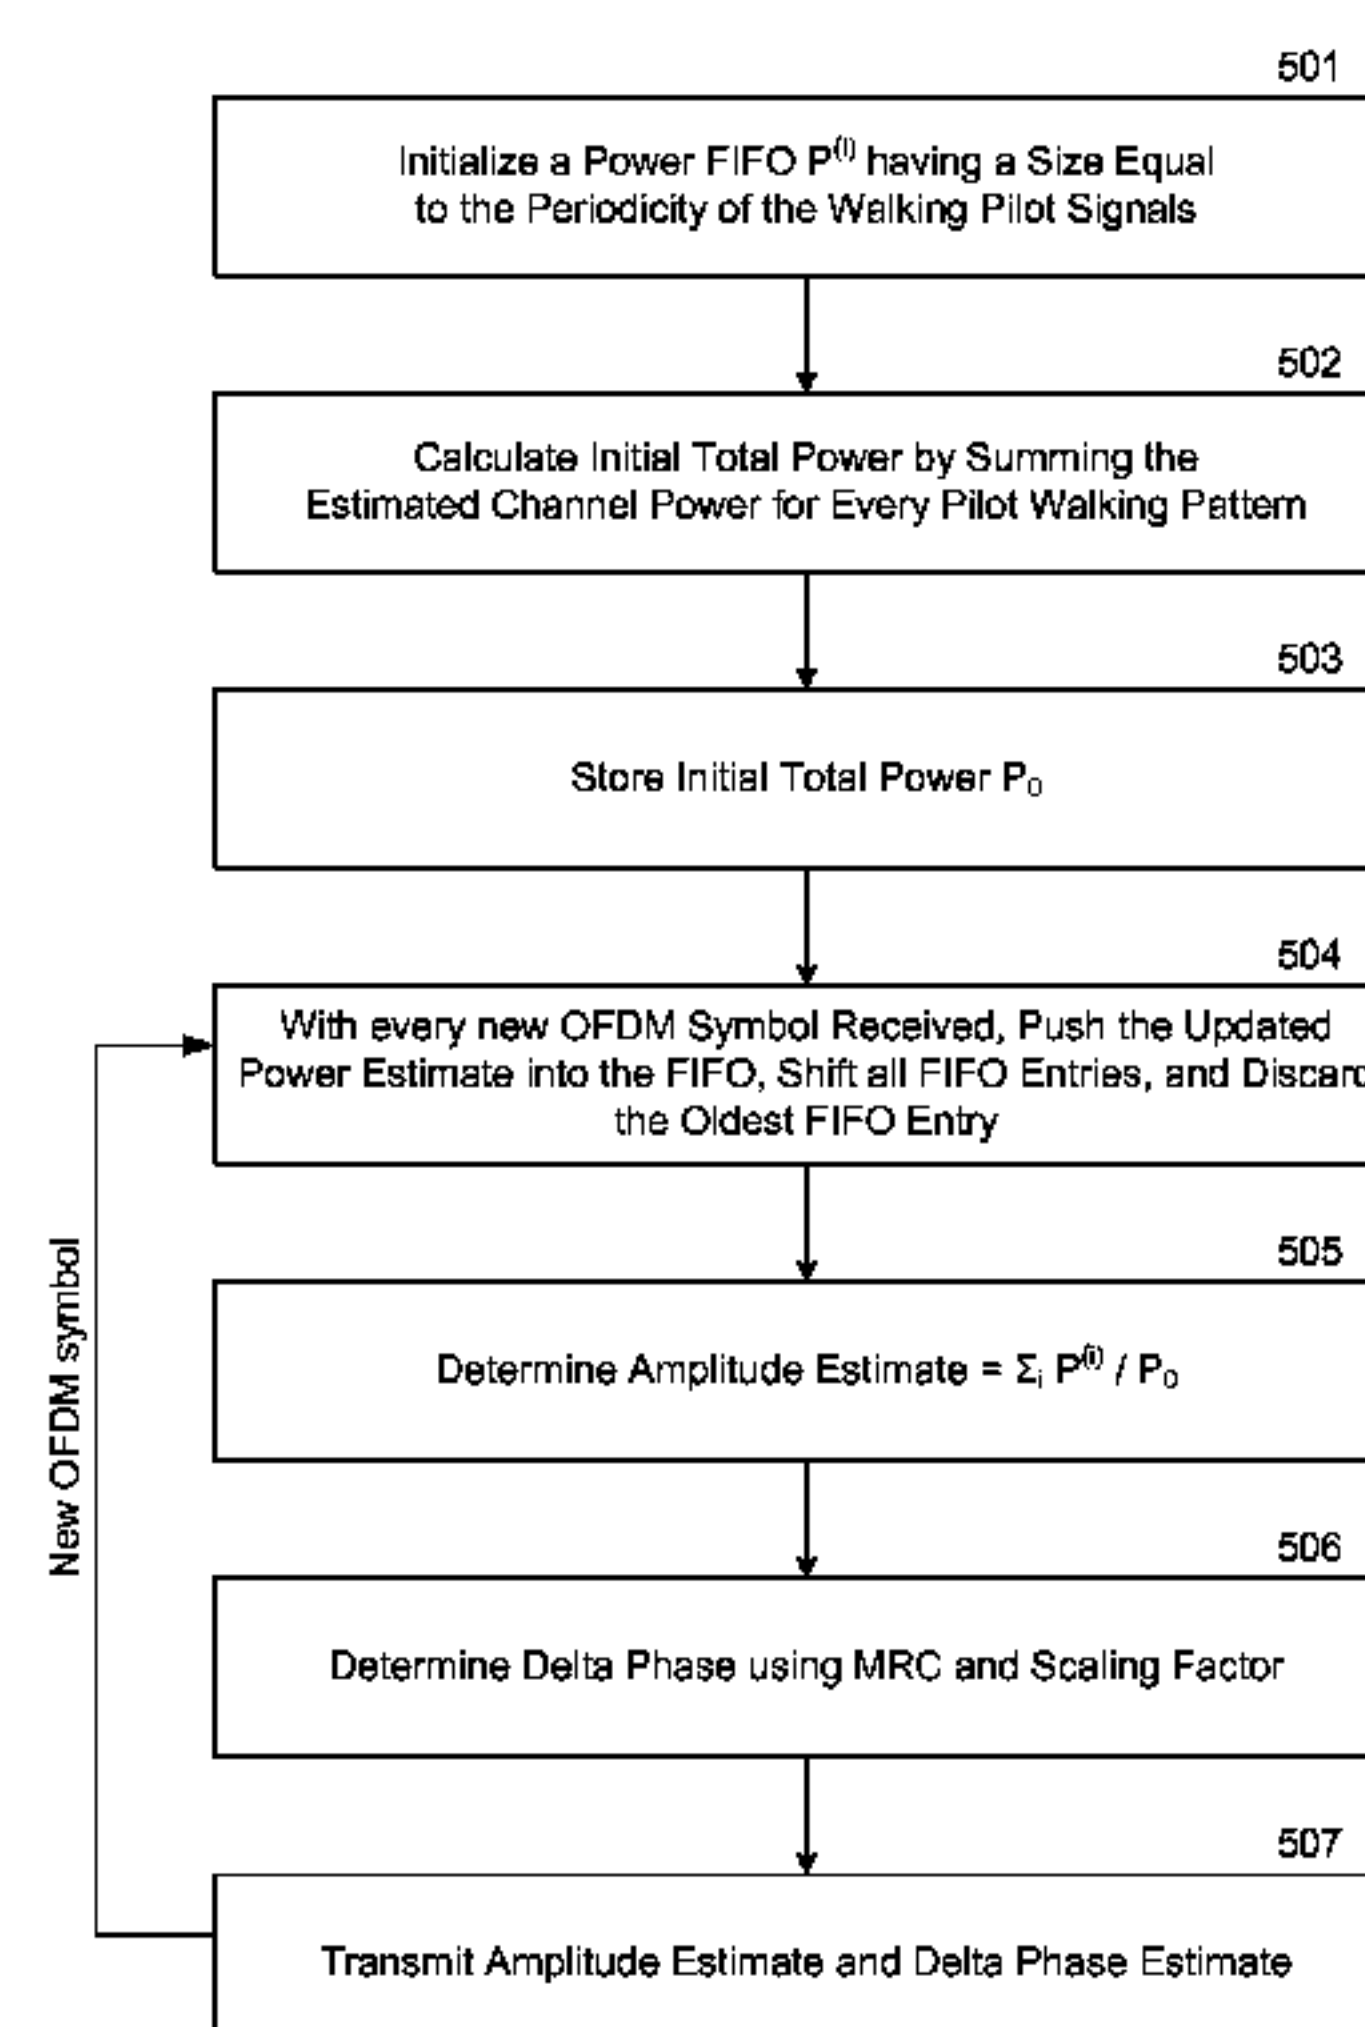 501
Initialize a Power FIFO P⁽ⁱ⁾ having a Size Equal
to the Periodicity of the Walking Pilot Signals
502
Calculate Initial Total Power by Summing the
Estimated Channel Power for Every Pilot Walking Pattern
503
Store Initial Total Power P₀
504
With every new OFDM Symbol Received, Push the Updated
Power Estimate into the FIFO, Shift all FIFO Entries, and Discard
the Oldest FIFO Entry
New OFDM symbol
505
Determine Amplitude Estimate = Σᵢ P⁽ⁱ⁾ / P₀
506
Determine Delta Phase using MRC and Scaling Factor
507
Transmit Amplitude Estimate and Delta Phase Estimate